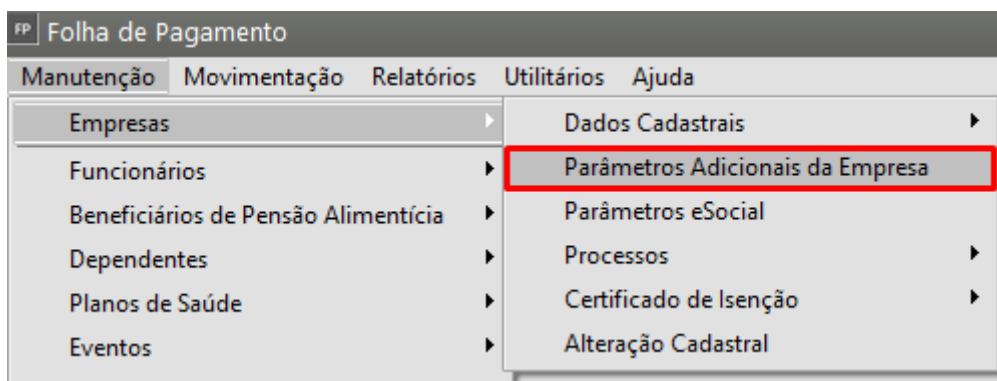 FP Folha de Pagamento
Manutenção Movimentação Relatórios Utilitários Ajuda
Empresas
Funcionários
Beneficiários de Pensão Alimentícia
Dependentes
Planos de Saúde
Eventos
Dados Cadastrais
Parâmetros Adicionais da Empresa
Parâmetros eSocial
Processos
Certificado de Isenção
Alteração Cadastral